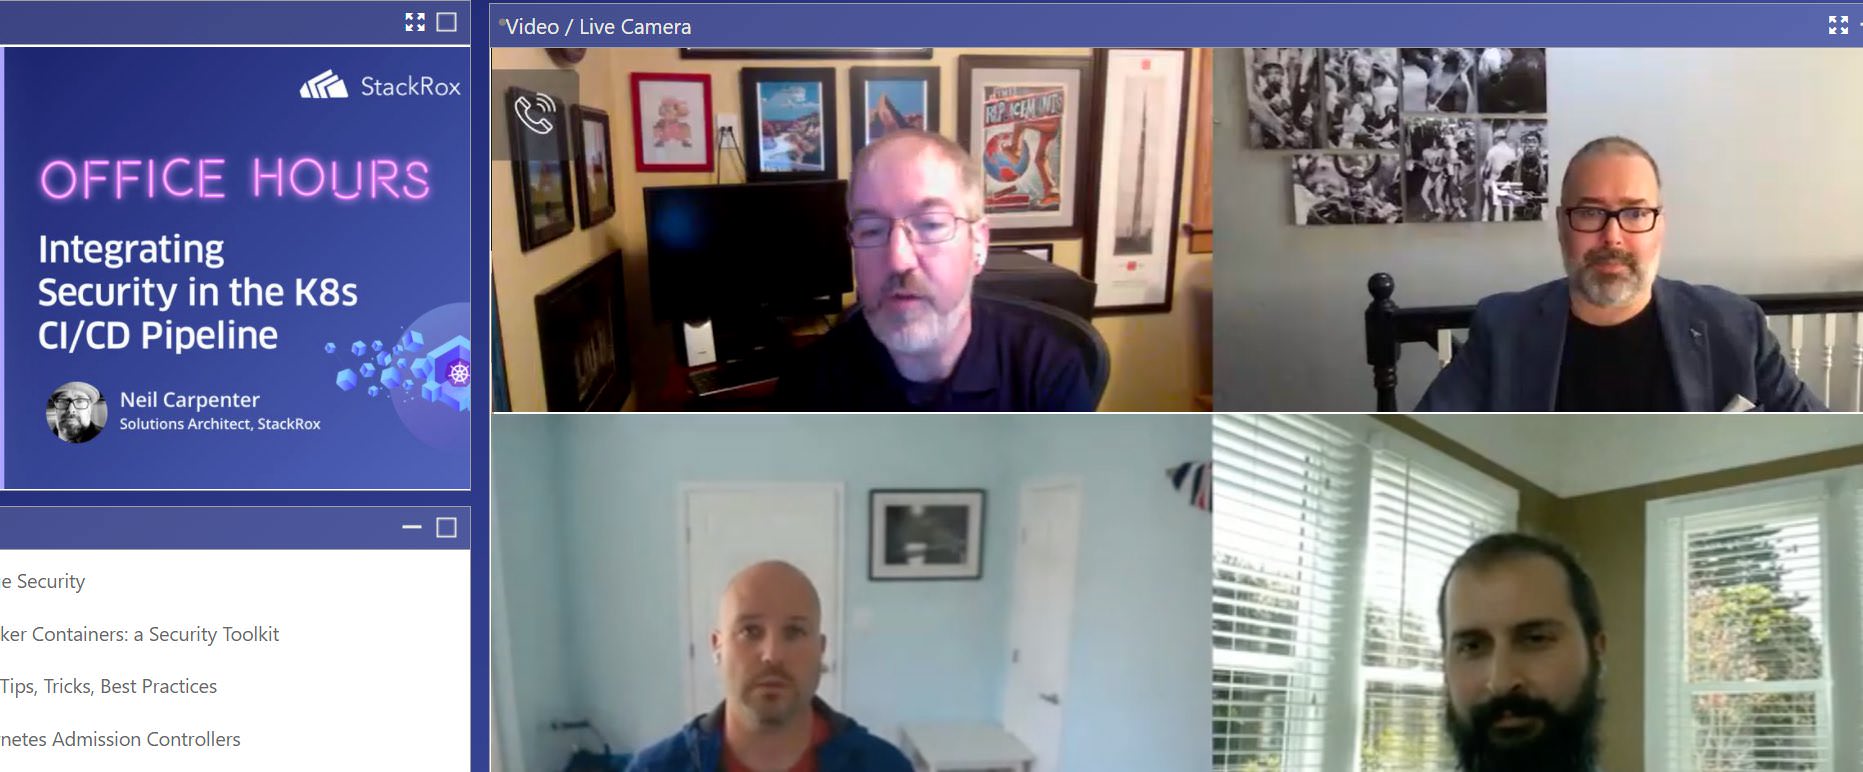 StackRox
OFFICE HOURS
Integrating
Security in the K8s
CI/CD Pipeline
Neil Carpenter
Solutions Architect, StackRox
e Security
ker Containers: a Security Toolkit
Tips, Tricks, Best Practices
netes Admission Controllers
Video / Live Camera
THE
REPLACEMENTS